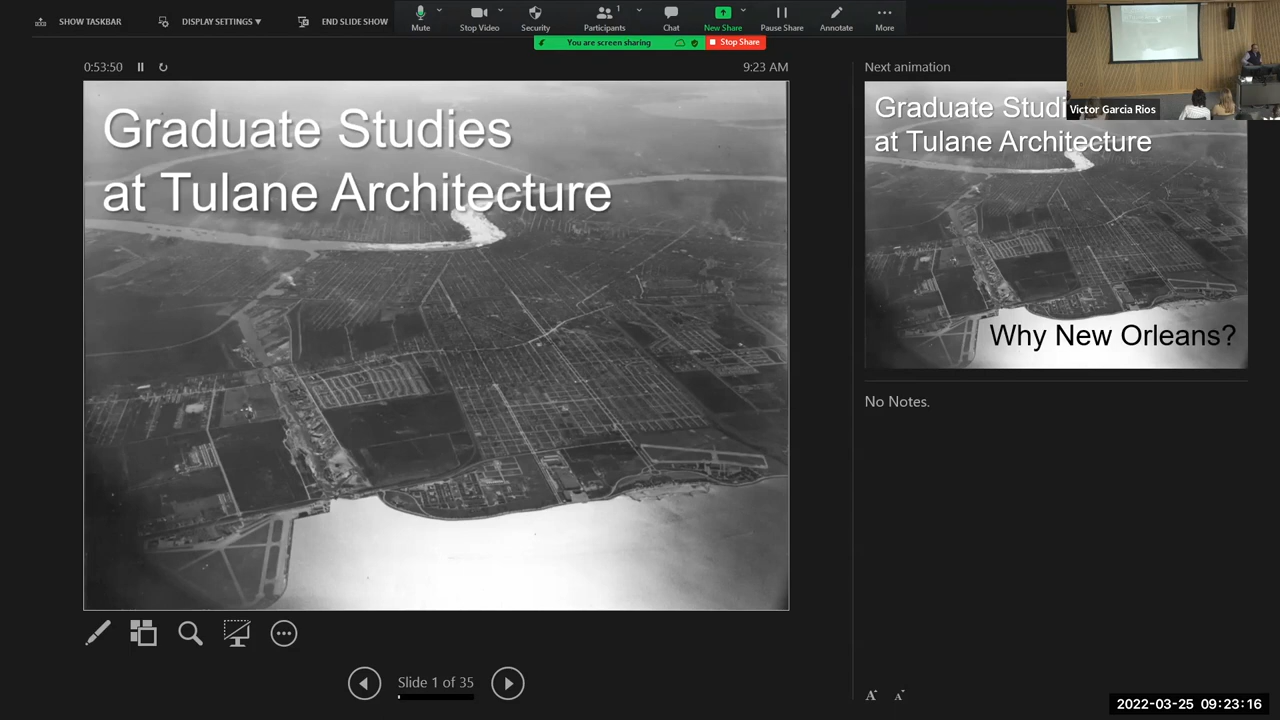 SHOW TASKBAR
DISPLAY SETTINGS ▼
END SLIDE SHOW
Mute
Stop Video
Security
1
Participants
Chat
New Share
Pause Share
Annotate
More
You are screen sharing
Stop Share
0:53:50
9:23 AM
Graduate Studies
at Tulane Architecture
Slide 1 of 35
Next animation
Graduate Studi
at Tulane Architecture
Why New Orleans?
Victor Garcia Rios
No Notes.
A
A
2022-03-25 09:23:16